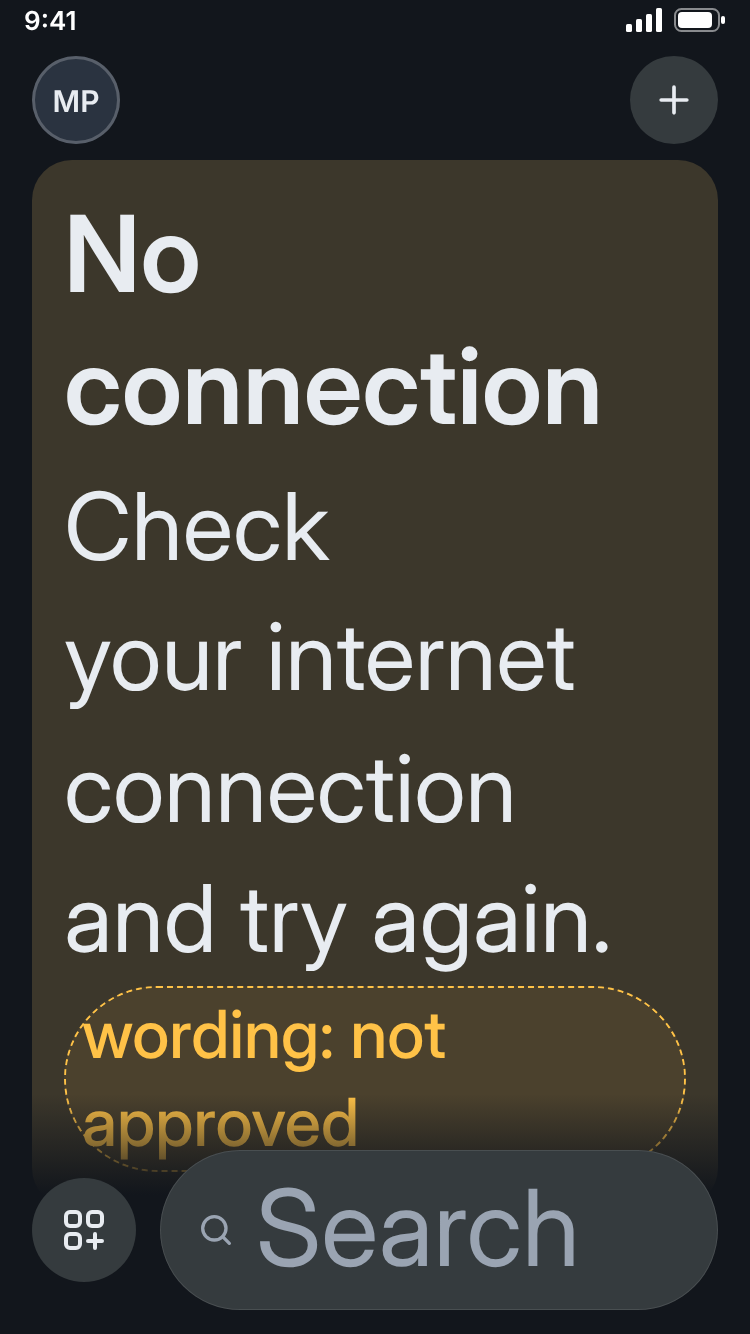 9:41
MP
No
connection
Check
your internet
connection
and try again.
wording: not
approved
Search